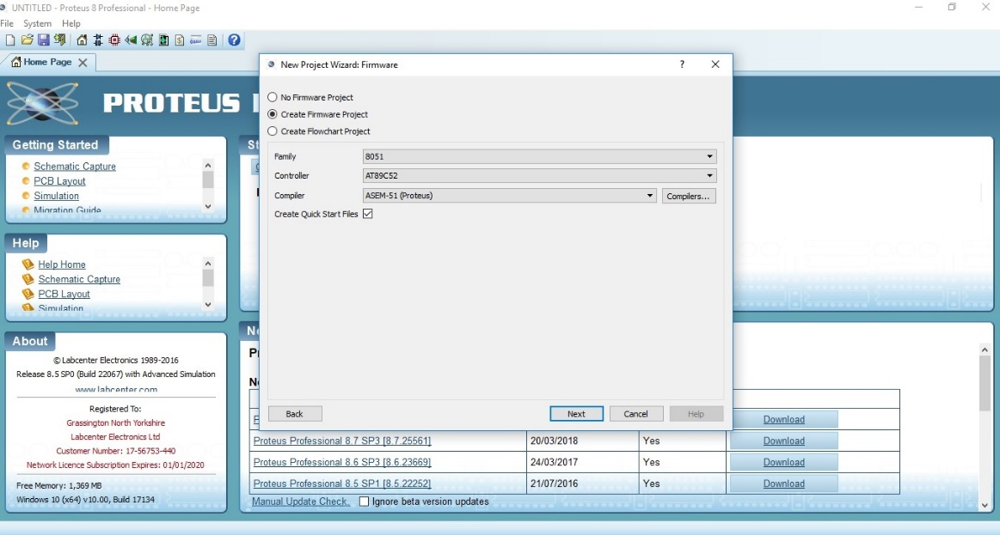 UNTITLED - Proteus 8 Professional - Home Page
File System Help
Home Page
PROTEUS
New Project Wizard: Firmware
?
No Firmware Project
Create Firmware Project
Create Flowchart Project
Family 8051
Controller AT89C52
Compiler ASEM-51 (Proteus) Compilers...
Create Quick Start Files
Back Next Cancel Help
Getting Started
Schematic Capture
PCB Layout
Simulation
Migration Guide
Help
Help Home
Schematic Capture
PCB Layout
Simulation
About
© Labcenter Electronics 1989-2016
Release 8.5 SP0 (Build 22067) with Advanced Simulation
www.labcenter.com
Registered To:
Grassington North Yorkshire
Labcenter Electronics Ltd
Customer Number: 17-56753-440
Network Licence Subscription Expires: 01/01/2020
Free Memory: 1,369 MB
Windows 10 (x64) v10.00, Build 17134
Download
Proteus Professional 8.7 SP3 [8.7.25561] 20/03/2018 Yes Download
Proteus Professional 8.6 SP3 [8.6.23669] 24/03/2017 Yes Download
Proteus Professional 8.5 SP1 [8.5.22252] 21/07/2016 Yes Download
Manual Update Check. Ignore beta version updates